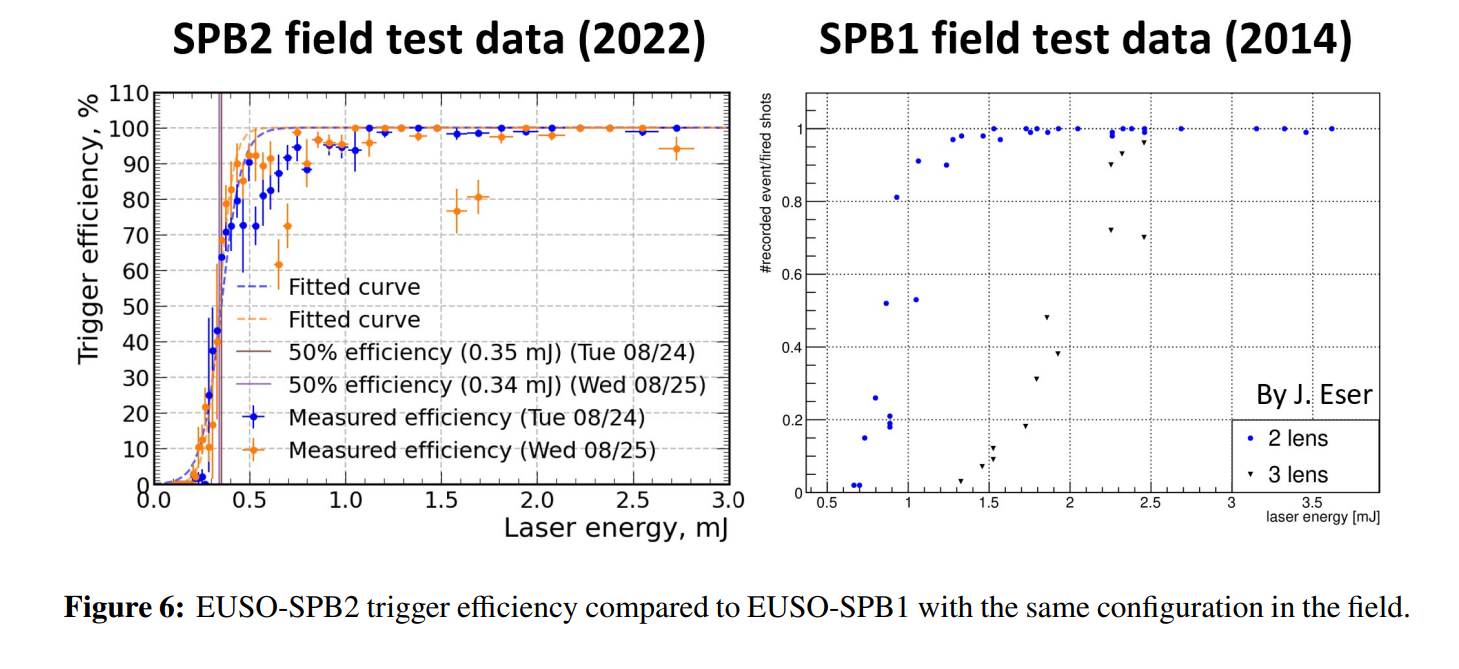 SPB2 field test data (2022)
110
100
90
80
70
60
50
40
30
20
10
0
Trigger efficiency, %
Fitted curve
Fitted curve
50% efficiency (0.35 mJ) (Tue 08/24)
50% efficiency (0.34 mJ) (Wed 08/25)
Measured efficiency (Tue 08/24)
Measured efficiency (Wed 08/25)
0.0 0.5 1.0 1.5 2.0 2.5 3.0
Laser energy, mJ
SPB1 field test data (2014)
#recorded event/fired shots
1
0.8
0.6
0.4
0.2
0
By J. Eser
2 lens
3 lens
0.5 1 1.5 2 2.5 3 3.5
laser energy [mJ]
Figure 6: EUSO-SPB2 trigger efficiency compared to EUSO-SPB1 with the same configuration in the field.